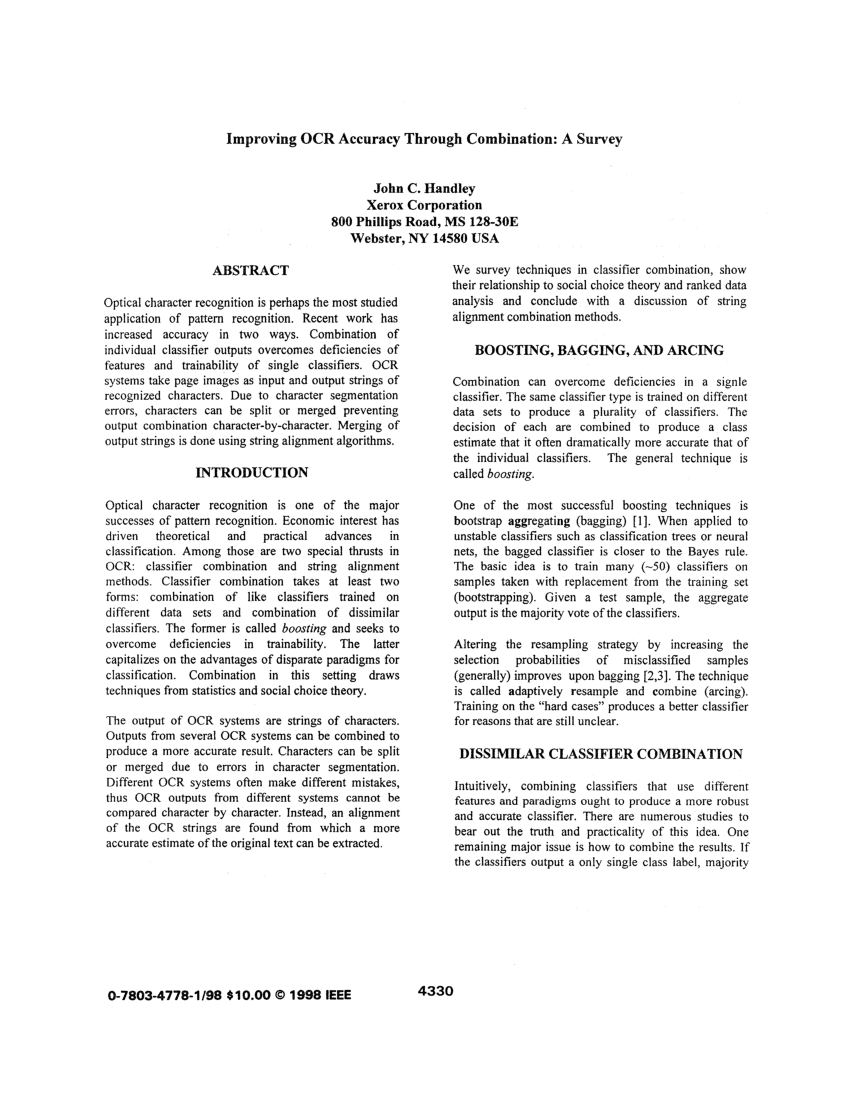 Improving OCR Accuracy Through Combination: A Survey
John C. Handley
Xerox Corporation
800 Phillips Road, MS 128-30E
Webster, NY 14580 USA
ABSTRACT
Optical character recognition is perhaps the most studied
application of pattern recognition. Recent work has
increased accuracy in two ways. Combination of
individual classifier outputs overcomes deficiencies of
features and trainability of single classifiers. OCR
systems take page images as input and output strings of
recognized characters. Due to character segmentation
errors, characters can be split or merged preventing
output combination character-by-character. Merging of
output strings is done using string alignment algorithms.
INTRODUCTION
Optical character recognition is one of the major
successes of pattern recognition. Economic interest has
driven theoretical and practical advances in
classification. Among those are two special thrusts in
OCR: classifier combination and string alignment
methods. Classifier combination takes at least two
forms: combination of like classifiers trained on
different data sets and combination of dissimilar
classifiers. The former is called boosting and seeks to
overcome deficiencies in trainability. The latter
capitalizes on the advantages of disparate paradigms for
classification. Combination in this setting draws
techniques from statistics and social choice theory.
The output of OCR systems are strings of characters.
Outputs from several OCR systems can be combined to
produce a more accurate result. Characters can be split
or merged due to errors in character segmentation.
Different OCR systems often make different mistakes,
thus OCR outputs from different systems cannot be
compared character by character. Instead, an alignment
of the OCR strings are found from which a more
accurate estimate of the original text can be extracted.
We survey techniques in classifier combination, show
their relationship to social choice theory and ranked data
analysis and conclude with a discussion of string
alignment combination methods.
BOOSTING, BAGGING, AND ARCING
Combination can overcome deficiencies in a signle
classifier. The same classifier type is trained on different
data sets to produce a plurality of classifiers. The
decision of each are combined to produce a class
estimate that it often dramatically more accurate that of
the individual classifiers. The general technique is
called boosting.
One of the most successful boosting techniques is
bootstrap aggregating (bagging) [1]. When applied to
unstable classifiers such as classification trees or neural
nets, the bagged classifier is closer to the Bayes rule.
The basic idea is to train many (~50) classifiers on
samples taken with replacement from the training set
(bootstrapping). Given a test sample, the aggregate
output is the majority vote of the classifiers.
Altering the resampling strategy by increasing the
selection probabilities of misclassified samples
(generally) improves upon bagging [2,3]. The technique
is called adaptively resample and combine (arcing).
Training on the “hard cases” produces a better classifier
for reasons that are still unclear.
DISSIMILAR CLASSIFIER COMBINATION
Intuitively, combining classifiers that use different
features and paradigms ought to produce a more robust
and accurate classifier. There are numerous studies to
bear out the truth and practicality of this idea. One
remaining major issue is how to combine the results. If
the classifiers output a only single class label, majority
0-7803-4778-1/98 $10.00 © 1998 IEEE
4330